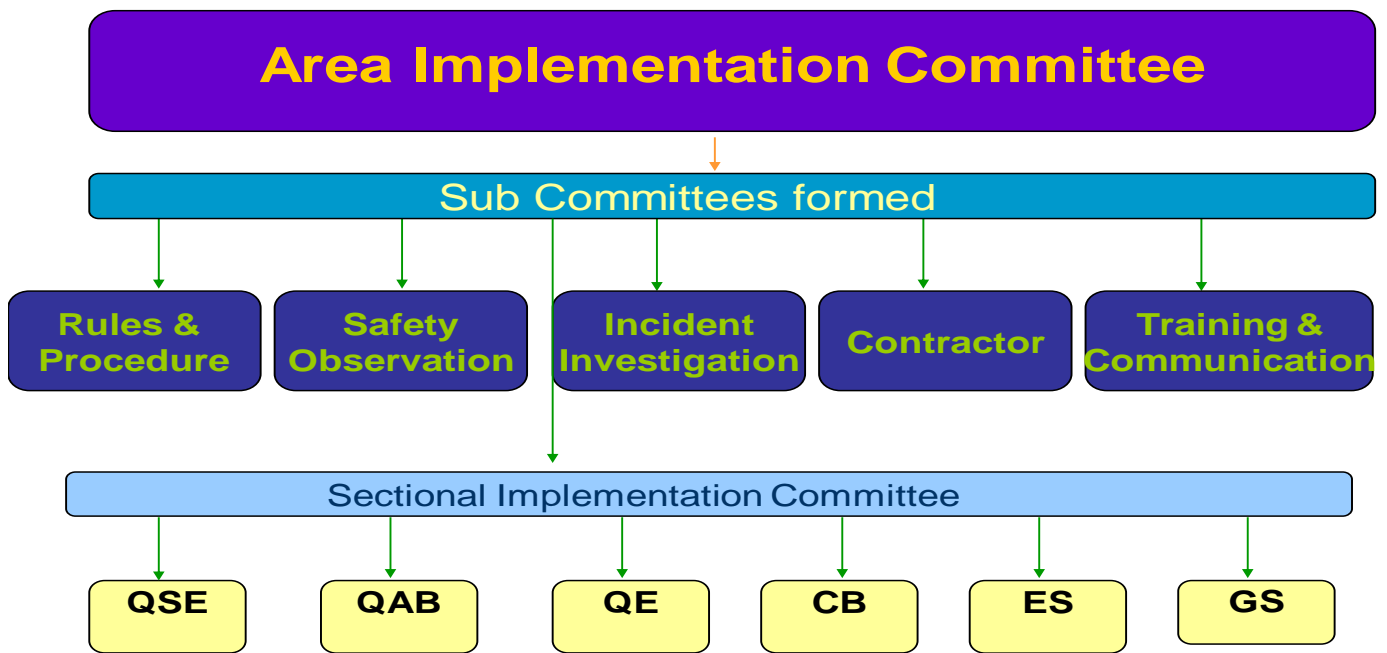 Area Implementation Committee
Sub Committees formed
Rules &
Procedure
Safety
Observation
Incident
Investigation
Contractor
Training &
Communication
Sectional Implementation Committee
QSE
QAB
QE
CB
ES
GS